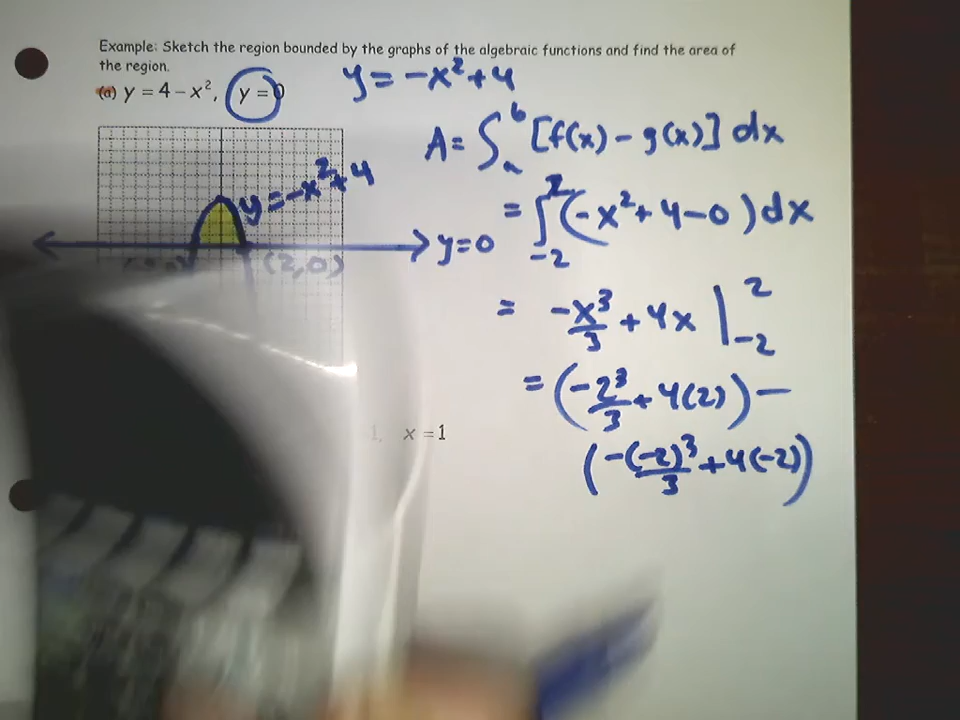 Example: Sketch the region bounded by the graphs of the algebraic functions and find the area of
the region.
(a) y = 4 - x², y = 0
y = -x² + 4
A = ∫ₐᵇ [f(x) - g(x)] dx
y = -x² + 4
= ∫₋₂² (-x² + 4 - 0) dx
y = 0
(2,0)
= -x³/3 + 4x |₋₂²
= (-2³/3 + 4(2)) -
x = 1
(-(-2)³/3 + 4(-2))